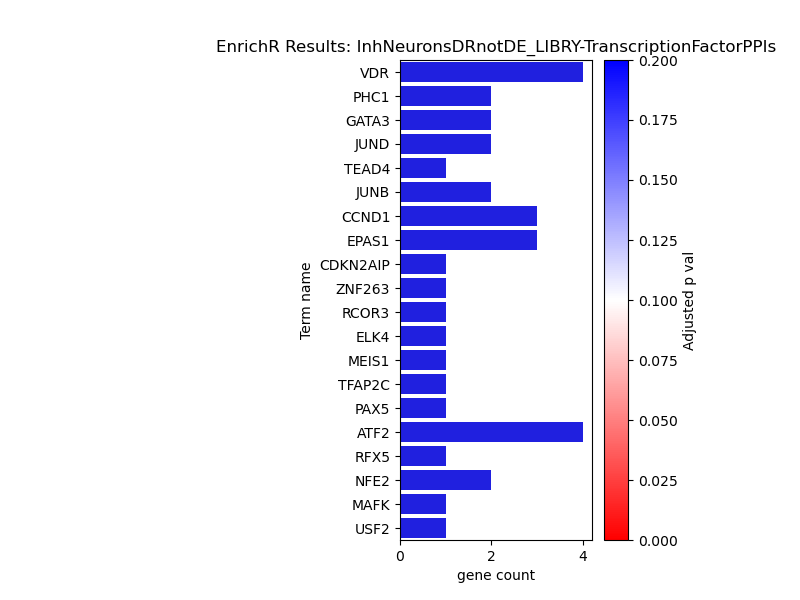 EnrichR Results: InhNeuronsDRnotDE_LIBRY-TranscriptionFactorPPIs
VDR
PHC1
GATA3
JUND
TEAD4
JUNB
CCND1
EPAS1
CDKN2AIP
ZNF263
RCOR3
ELK4
MEIS1
TFAP2C
PAX5
ATF2
RFX5
NFE2
MAFK
USF2
Term name
0 2 4
gene count
0.200
0.175
0.150
0.125
0.100
0.075
0.050
0.025
0.000
Adjusted p val